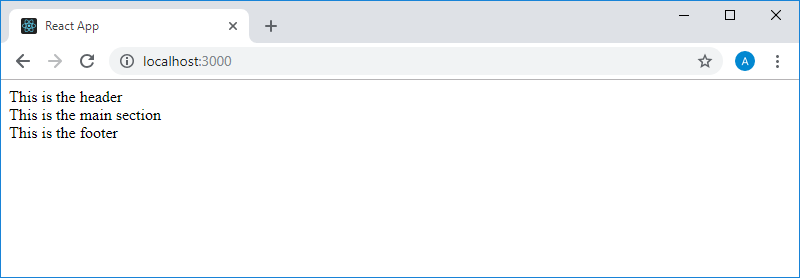 React App
localhost:3000
A
This is the header
This is the main section
This is the footer